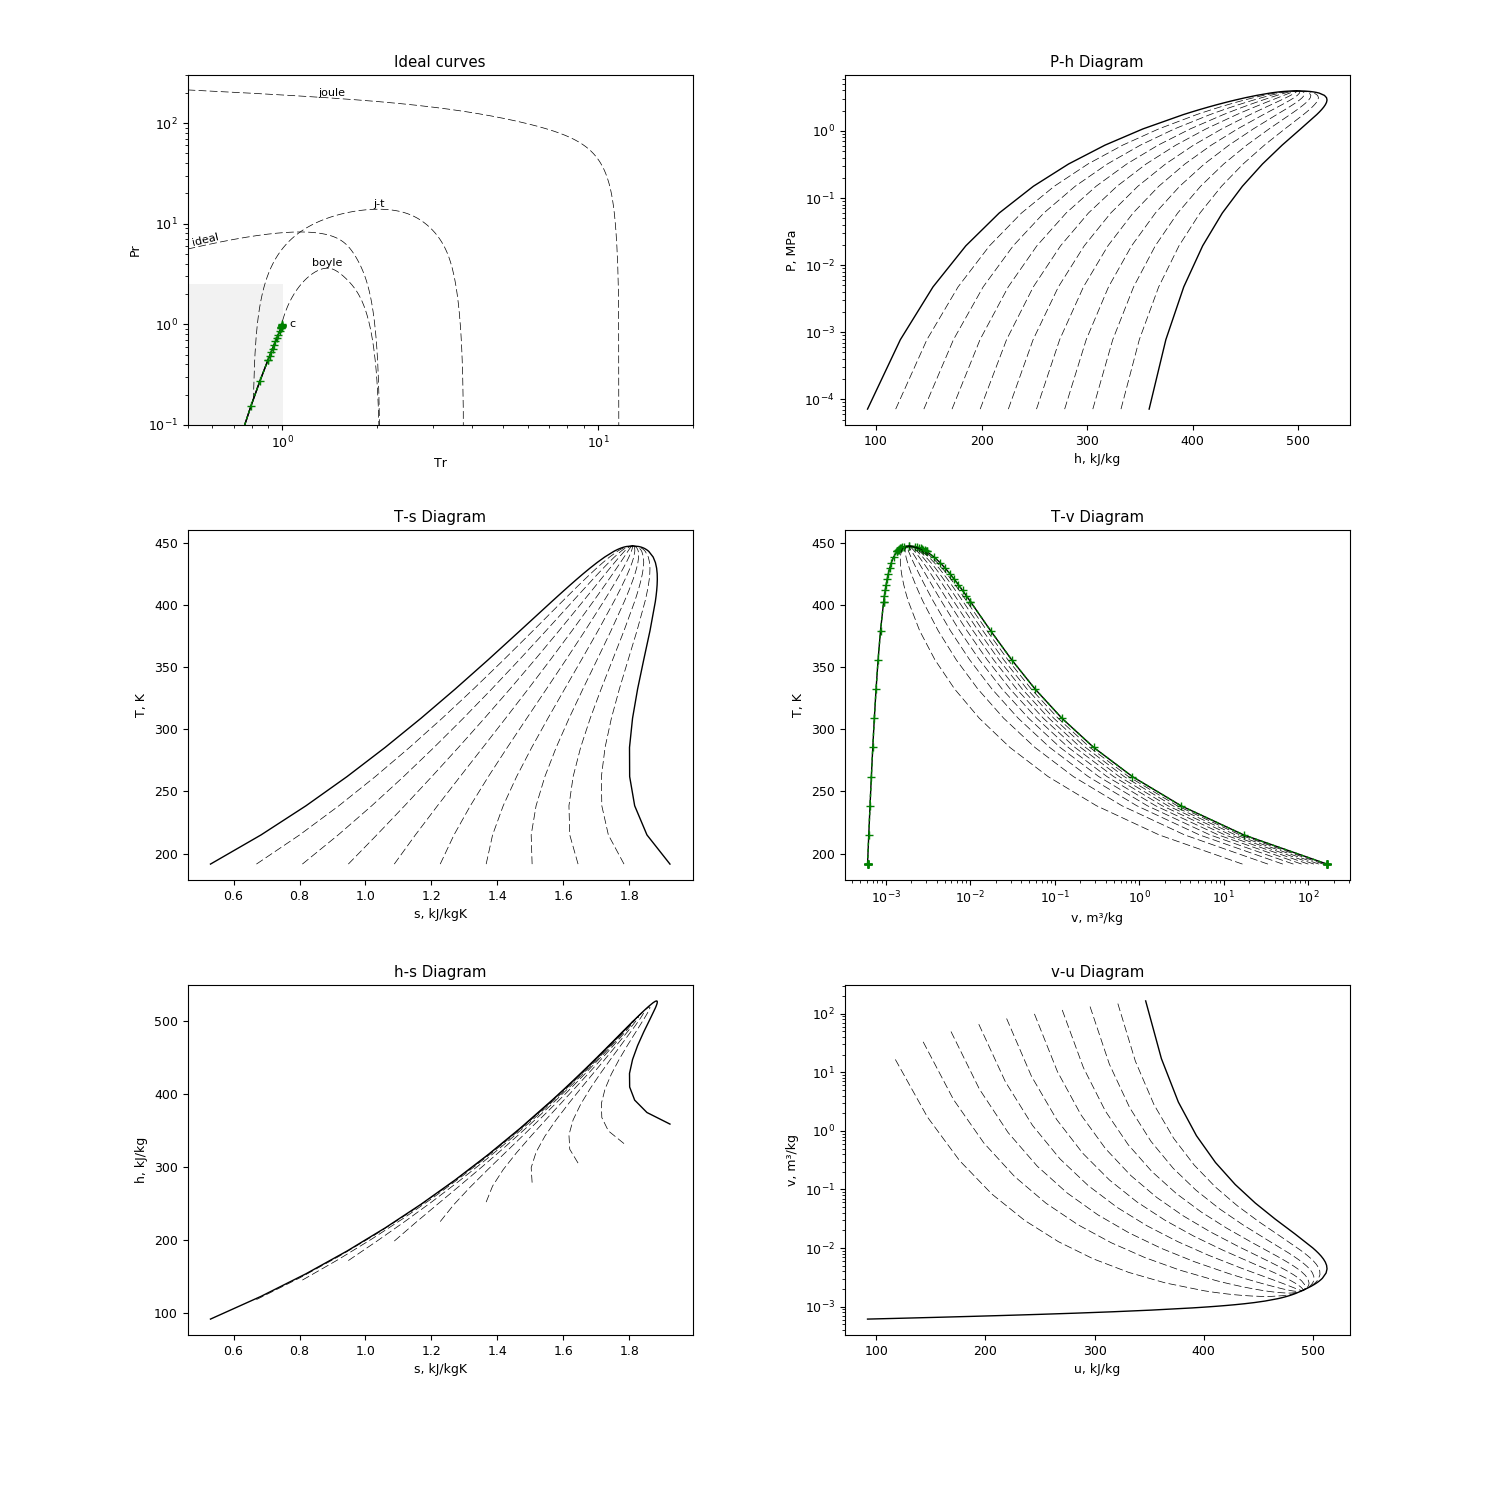 Ideal curves
joule
j-t
ideal
boyle
c
Pr
10²
10¹
10⁰
10⁻¹
10⁰ 10¹
Tr
P-h Diagram
P, MPa
10⁰
10⁻¹
10⁻²
10⁻³
10⁻⁴
100 200 300 400 500
h, kJ/kg
T-s Diagram
T, K
450
400
350
300
250
200
0.6 0.8 1.0 1.2 1.4 1.6 1.8
s, kJ/kgK
T-v Diagram
T, K
450
400
350
300
250
200
10⁻³ 10⁻² 10⁻¹ 10⁰ 10¹ 10²
v, m³/kg
h-s Diagram
h, kJ/kg
500
400
300
200
100
0.6 0.8 1.0 1.2 1.4 1.6 1.8
s, kJ/kgK
v-u Diagram
v, m³/kg
10²
10¹
10⁰
10⁻¹
10⁻²
10⁻³
100 200 300 400 500
u, kJ/kg